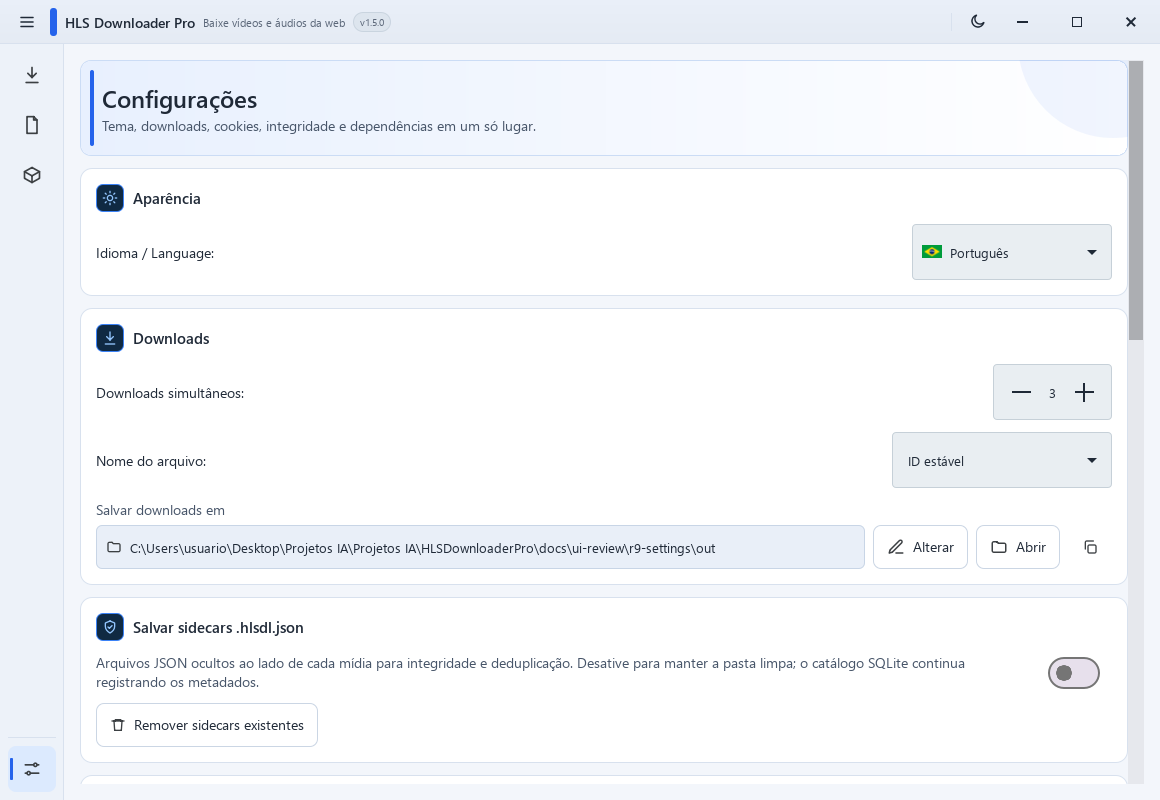 HLS Downloader Pro Baixe vídeos e áudios da web v1.5.0
Configurações
Tema, downloads, cookies, integridade e dependências em um só lugar.
Aparência
Idioma / Language:
Português
Downloads
Downloads simultâneos:
3
Nome do arquivo:
ID estável
Salvar downloads em
C:\Users\usuario\Desktop\Projetos IA\Projetos IA\HLSDownloaderPro\docs\ui-review\r9-settings\out
Alterar
Abrir
Salvar sidecars .hlsdl.json
Arquivos JSON ocultos ao lado de cada mídia para integridade e deduplicação. Desative para manter a pasta limpa; o catálogo SQLite continua
registrando os metadados.
Remover sidecars existentes